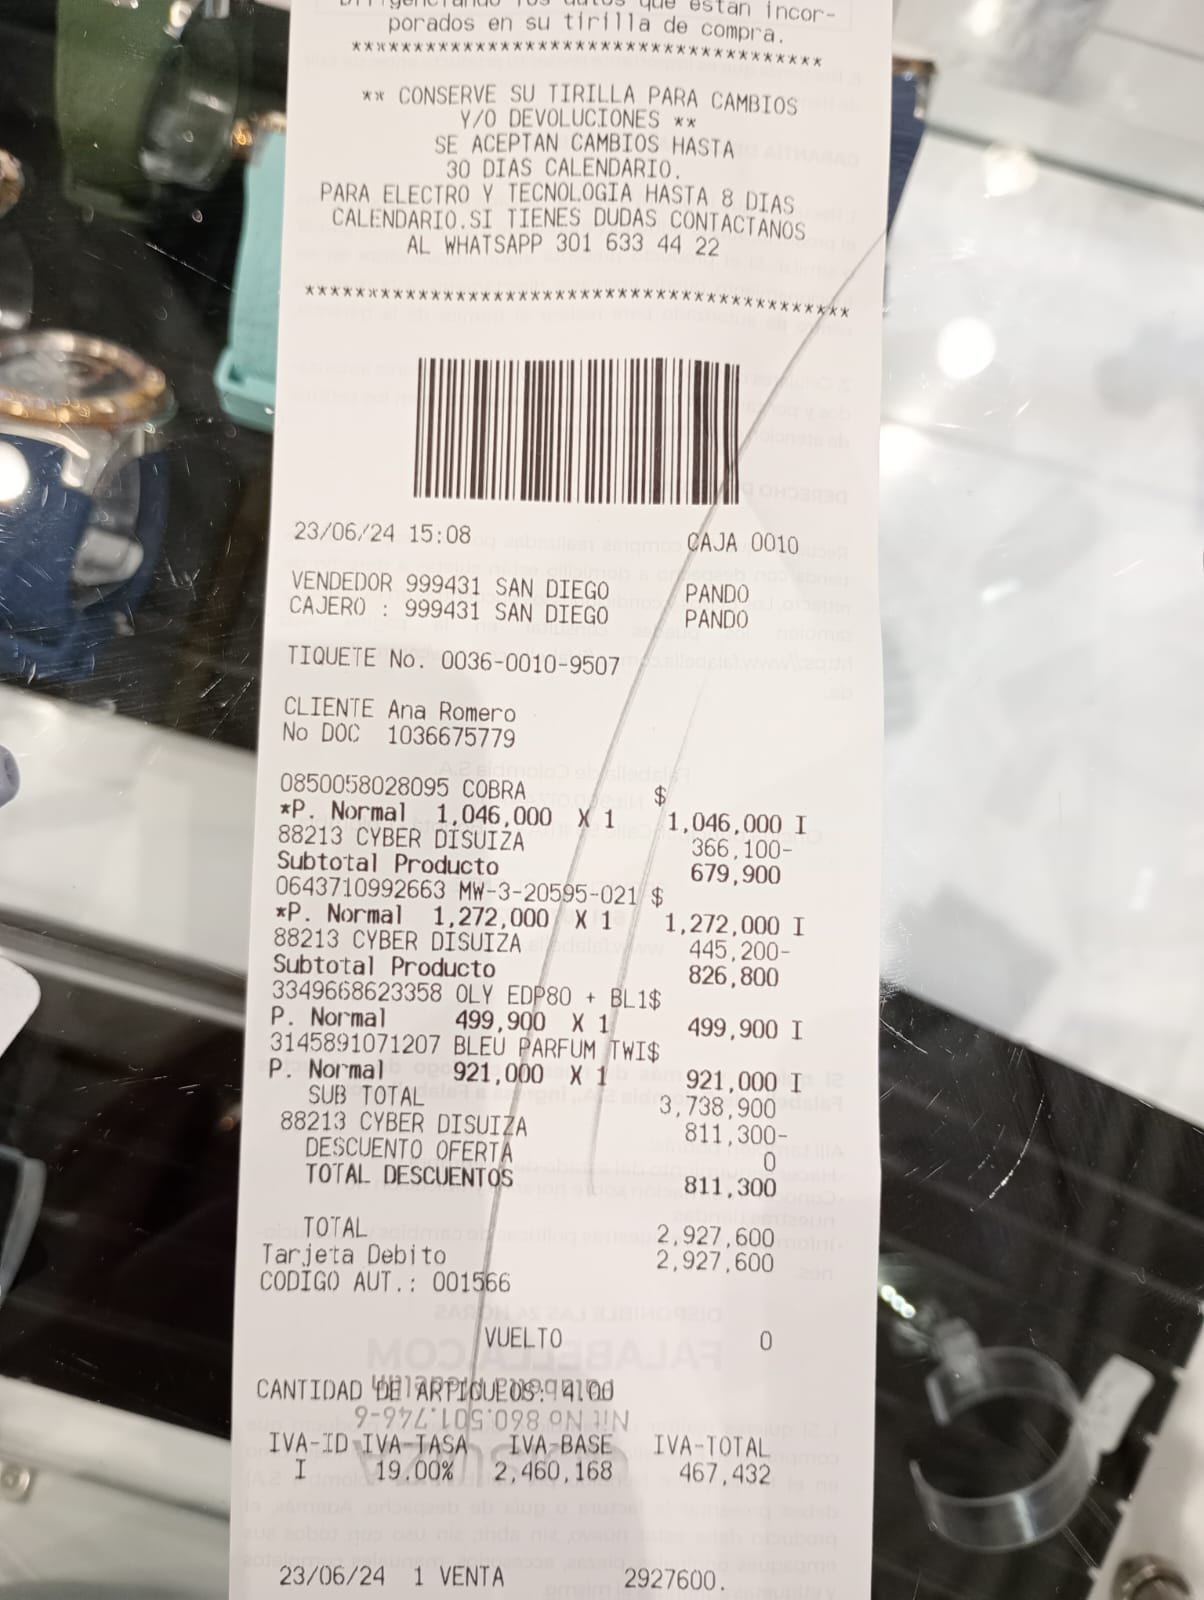 que están incor-
porados en su tirilla de compra.
****************************************
** CONSERVE SU TIRILLA PARA CAMBIOS
Y/O DEVOLUCIONES **
SE ACEPTAN CAMBIOS HASTA
30 DIAS CALENDARIO.
PARA ELECTRO Y TECNOLOGIA HASTA 8 DIAS
CALENDARIO.SI TIENES DUDAS CONTACTANOS
AL WHATSAPP 301 633 44 22
********************************************
23/06/24 15:08 CAJA 0010
VENDEDOR 999431 SAN DIEGO PANDO
CAJERO : 999431 SAN DIEGO PANDO
TIQUETE No. 0036-0010-9507
CLIENTE Ana Romero
No DOC 1036675779
0850058028095 COBRA $
*P. Normal 1,046,000 X 1 1,046,000 I
88213 CYBER DISUIZA 366,100-
Subtotal Producto 679,900
0643710992663 MW-3-20595-021 $
*P. Normal 1,272,000 X 1 1,272,000 I
88213 CYBER DISUIZA 445,200-
Subtotal Producto 826,800
3349668623358 OLY EDP80 + BL1$
P. Normal 499,900 X 1 499,900 I
3145891071207 BLEU PARFUM TWI$
P. Normal 921,000 X 1 921,000 I
SUB TOTAL 3,738,900
88213 CYBER DISUIZA 811,300-
DESCUENTO OFERTA 0
TOTAL DESCUENTOS 811,300
TOTAL 2,927,600
Tarjeta Debito 2,927,600
CODIGO AUT.: 001566
VUELTO 0
CANTIDAD DE ARTICULOS: 4.00
IVA-ID IVA-TASA IVA-BASE IVA-TOTAL
I 19,00% 2,460,168 467,432
23/06/24 1 VENTA 2927600.